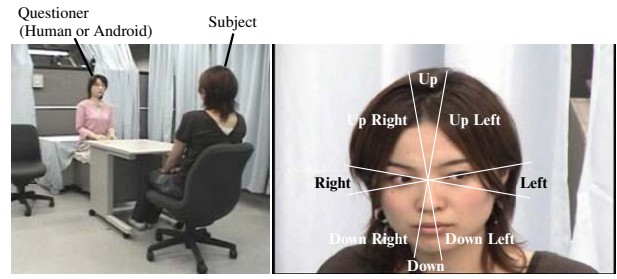 Questioner
(Human or Android)
Subject
Up
Up Right
Up Left
Right
Left
Down Right
Down Left
Down